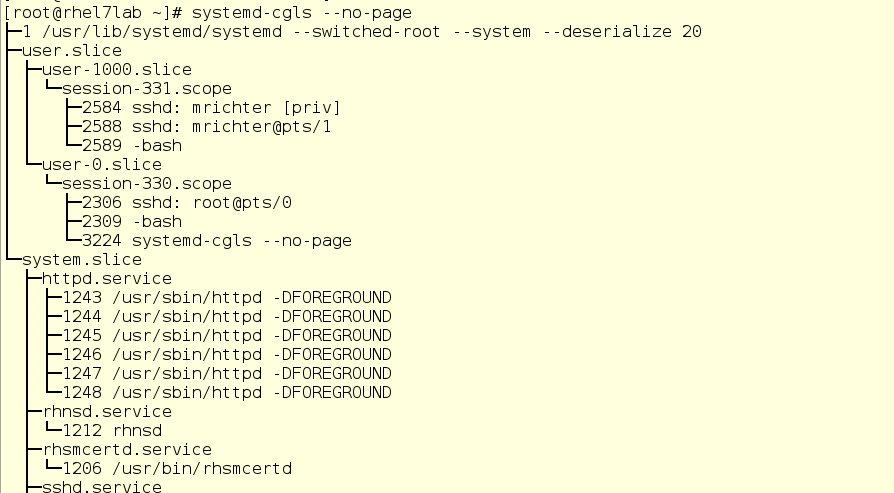 [root@rhel7lab ~]# systemd-cgls --no-page
├─1 /usr/lib/systemd/systemd --switched-root --system --deserialize 20
├─user.slice
│ ├─user-1000.slice
│ │ └─session-331.scope
│ │   ├─2584 sshd: mrichter [priv]
│ │   ├─2588 sshd: mrichter@pts/1
│ │   └─2589 -bash
│ └─user-0.slice
│   └─session-330.scope
│     ├─2306 sshd: root@pts/0
│     ├─2309 -bash
│     └─3224 systemd-cgls --no-page
└─system.slice
  ├─httpd.service
  │ ├─1243 /usr/sbin/httpd -DFOREGROUND
  │ ├─1244 /usr/sbin/httpd -DFOREGROUND
  │ ├─1245 /usr/sbin/httpd -DFOREGROUND
  │ ├─1246 /usr/sbin/httpd -DFOREGROUND
  │ ├─1247 /usr/sbin/httpd -DFOREGROUND
  │ └─1248 /usr/sbin/httpd -DFOREGROUND
  ├─rhnsd.service
  │ └─1212 rhnsd
  ├─rhsmcertd.service
  │ └─1206 /usr/bin/rhsmcertd
  ├─sshd.service